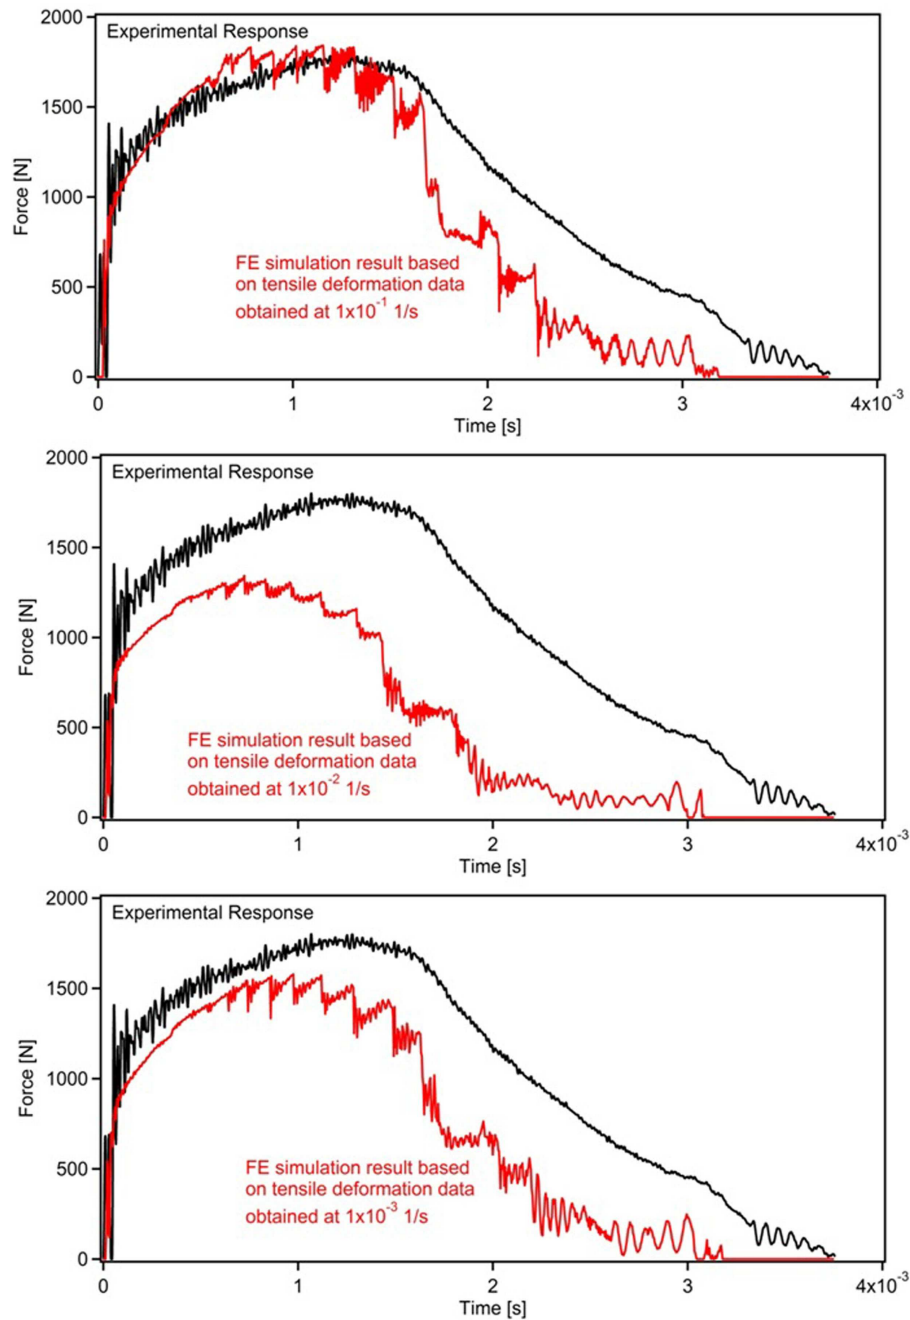 2000
Experimental Response
1500
1000
500
0
Force [N]
FE simulation result based
on tensile deformation data
obtained at 1x10⁻¹ 1/s
0 1 2 3 4x10⁻³
Time [s]
2000
Experimental Response
1500
1000
500
0
Force [N]
FE simulation result based
on tensile deformation data
obtained at 1x10⁻² 1/s
0 1 2 3 4x10⁻³
Time [s]
2000
Experimental Response
1500
1000
500
0
Force [N]
FE simulation result based
on tensile deformation data
obtained at 1x10⁻³ 1/s
0 1 2 3 4x10⁻³
Time [s]